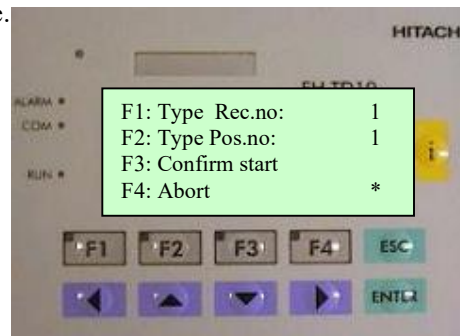 e.
HITACH
EH-TD10
ALARM
COM
RUN
F1: Type Rec.no: 1
F2: Type Pos.no: 1
F3: Confirm start
F4: Abort *
i
F1 F2 F3 F4 ESC
ENTER